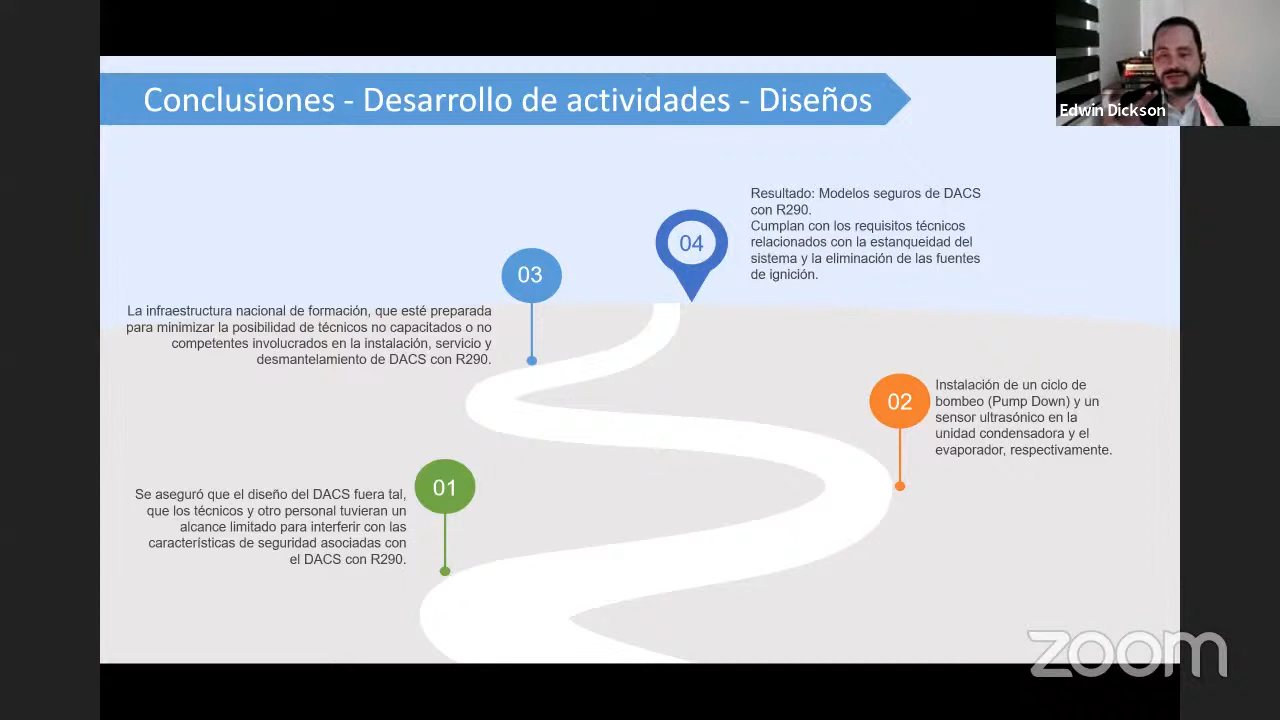 Conclusiones - Desarrollo de actividades - Diseños
Edwin Dickson
Resultado: Modelos seguros de DACS
con R290.
Cumplan con los requisitos técnicos
relacionados con la estanqueidad del
sistema y la eliminación de las fuentes
de ignición.
04
03
La infraestructura nacional de formación, que esté preparada
para minimizar la posibilidad de técnicos no capacitados o no
competentes involucrados en la instalación, servicio y
desmantelamiento de DACS con R290.
02
Instalación de un ciclo de
bombeo (Pump Down) y un
sensor ultrasónico en la
unidad condensadora y el
evaporador, respectivamente.
01
Se aseguró que el diseño del DACS fuera tal,
que los técnicos y otro personal tuvieran un
alcance limitado para interferir con las
características de seguridad asociadas con
el DACS con R290.
zoom